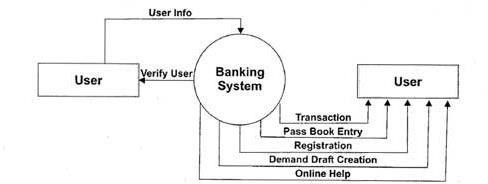 User Info
User
Verify User
Banking
System
User
Transaction
Pass Book Entry
Registration
Demand Draft Creation
Online Help